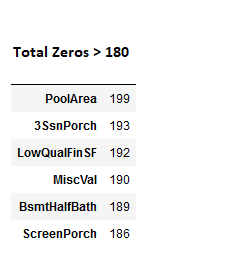 Total Zeros > 180
PoolArea 199
3SsnPorch 193
LowQualFinSF 192
MiscVal 190
BsmtHalfBath 189
ScreenPorch 186